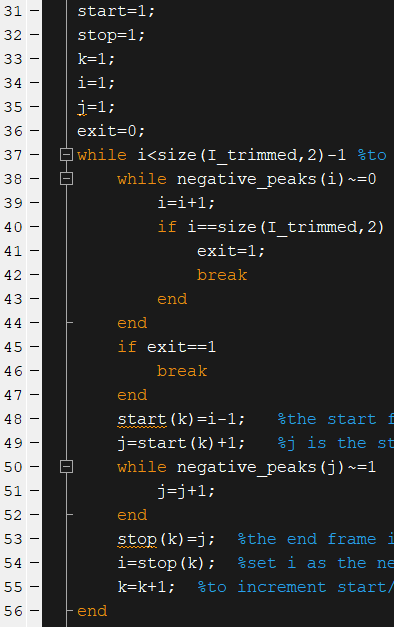 31 start=1;
32 stop=1;
33 k=1;
34 i=1;
35 j=1;
36 exit=0;
37 while i<size(I_trimmed,2)-1 %to
38 while negative_peaks(i)~=0
39 i=i+1;
40 if i==size(I_trimmed,2)
41 exit=1;
42 break
43 end
44 end
45 if exit==1
46 break
47 end
48 start(k)=i-1; %the start f
49 j=start(k)+1; %j is the st
50 while negative_peaks(j)~=1
51 j=j+1;
52 end
53 stop(k)=j; %the end frame i
54 i=stop(k); %set i as the ne
55 k=k+1; %to increment start/
56 end